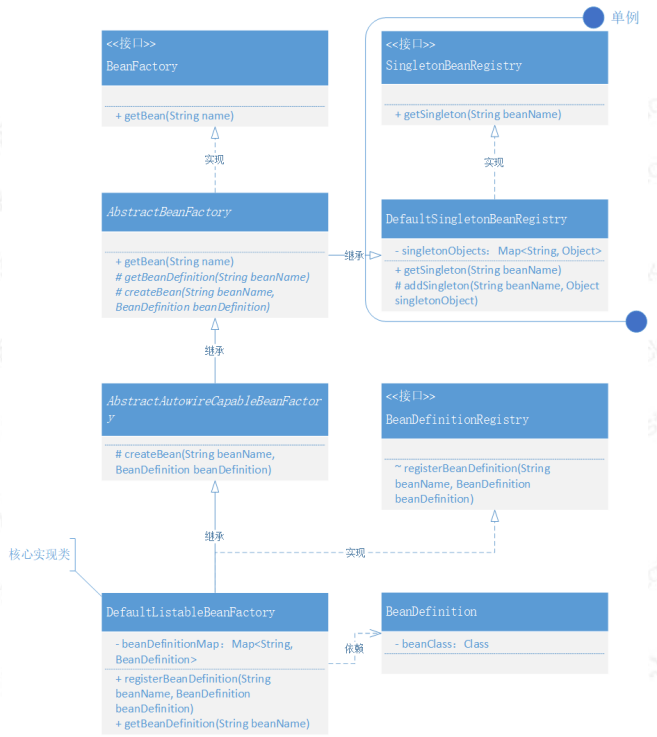 单例
<<接口>>
BeanFactory
+ getBean(String name)
<<接口>>
SingletonBeanRegistry
+ getSingleton(String beanName)
实现
实现
AbstractBeanFactory
+ getBean(String name)
# getBeanDefinition(String beanName)
# createBean(String beanName,
BeanDefinition beanDefinition)
继承
DefaultSingletonBeanRegistry
- singletonObjects：Map<String, Object>
+ getSingleton(String beanName)
# addSingleton(String beanName, Object
singletonObject)
继承
AbstractAutowireCapableBeanFactor
y
# createBean(String beanName,
BeanDefinition beanDefinition)
<<接口>>
BeanDefinitionRegistry
~ registerBeanDefinition(String
beanName, BeanDefinition
beanDefinition)
继承
实现
核心实现类
DefaultListableBeanFactory
- beanDefinitionMap：Map<String,
BeanDefinition>
+ registerBeanDefinition(String
beanName, BeanDefinition
beanDefinition)
+ getBeanDefinition(String beanName)
依赖
BeanDefinition
- beanClass：Class